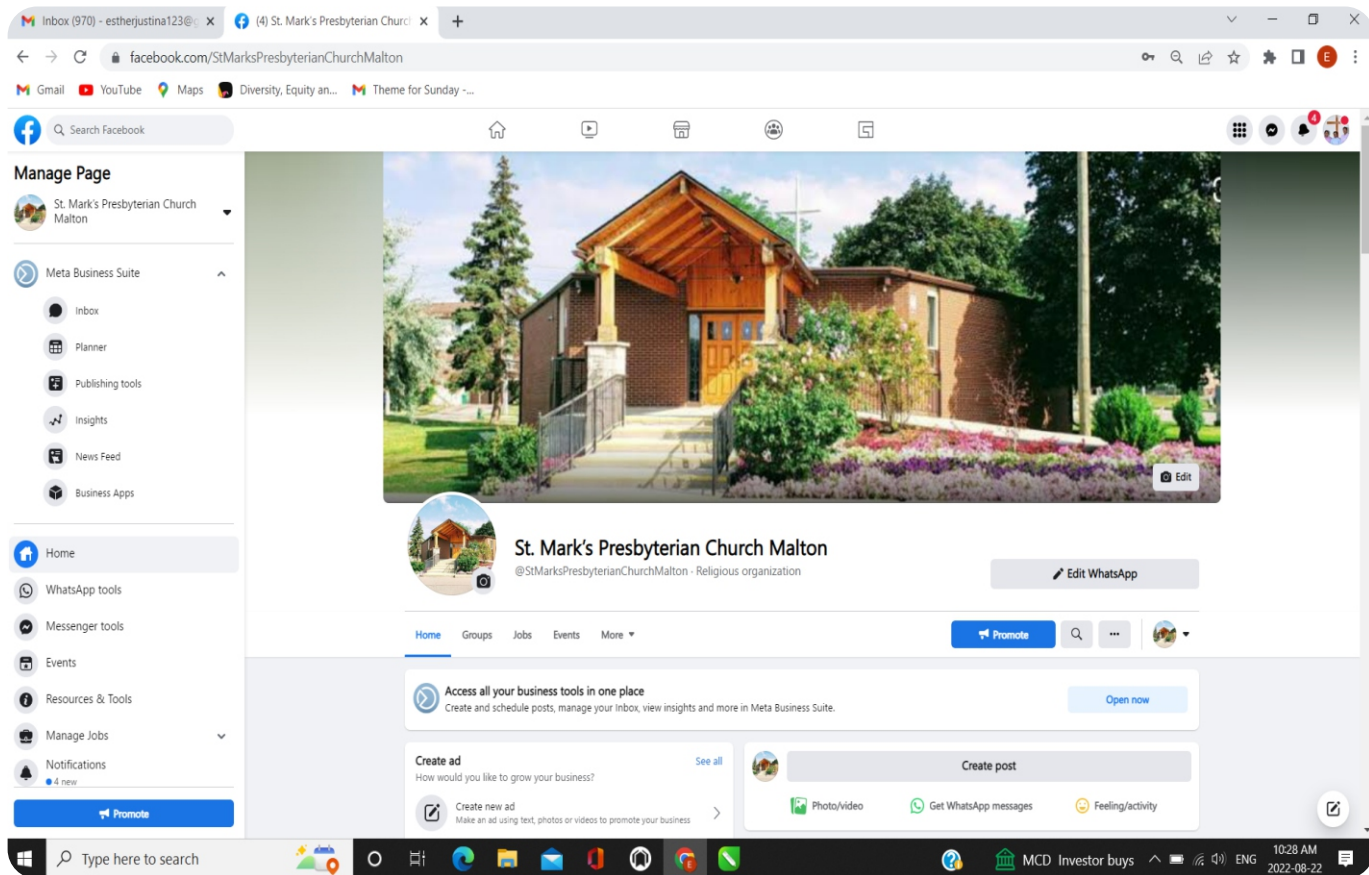 Inbox (970) - estherjustina123@g
(4) St. Mark's Presbyterian Churc
facebook.com/StMarksPresbyterianChurchMalton
E
Gmail
YouTube
Maps
Diversity, Equity an...
Theme for Sunday -...
Search Facebook
4
Manage Page
St. Mark's Presbyterian Church
Malton
Meta Business Suite
Inbox
Planner
Publishing tools
Insights
News Feed
Business Apps
Home
WhatsApp tools
Messenger tools
Events
Resources & Tools
Manage Jobs
Notifications
4 new
Promote
Edit
St. Mark's Presbyterian Church Malton
@StMarksPresbyterianChurchMalton · Religious organization
Edit WhatsApp
Home
Groups
Jobs
Events
More
Promote
Access all your business tools in one place
Create and schedule posts, manage your Inbox, view insights and more in Meta Business Suite.
Open now
Create ad
See all
How would you like to grow your business?
Create new ad
Make an ad using text, photos or videos to promote your business
Create post
Photo/video
Get WhatsApp messages
Feeling/activity
Type here to search
MCD Investor buys
ENG
10:28 AM
2022-08-22